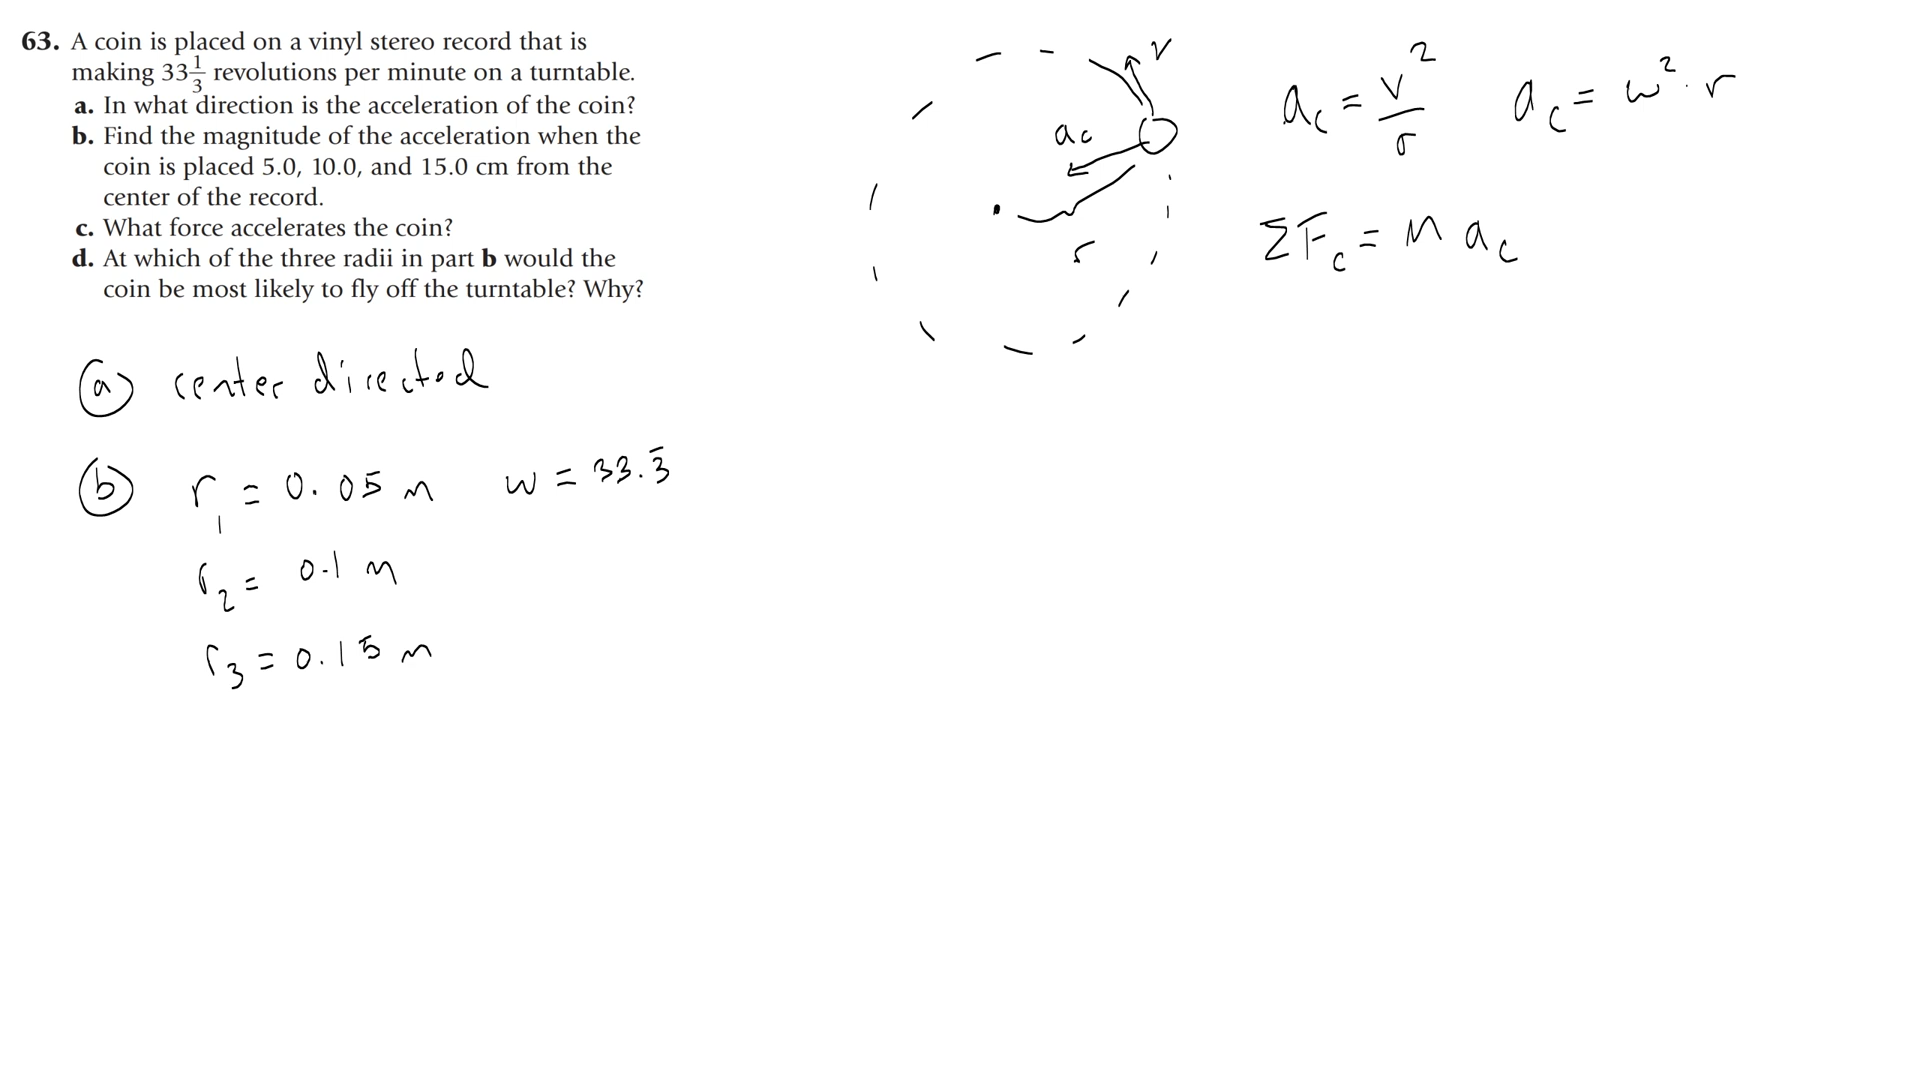 63. A coin is placed on a vinyl stereo record that is
making 33 1/3 revolutions per minute on a turntable.
a. In what direction is the acceleration of the coin?
b. Find the magnitude of the acceleration when the
coin is placed 5.0, 10.0, and 15.0 cm from the
center of the record.
c. What force accelerates the coin?
d. At which of the three radii in part b would the
coin be most likely to fly off the turntable? Why?
(a) center directed
(b) r₁ = 0.05 m w = 33.3̄
r₂ = 0.1 m
r₃ = 0.15 m
v
ac
r
ac = v²/r ac = w² · r
ΣFc = m ac